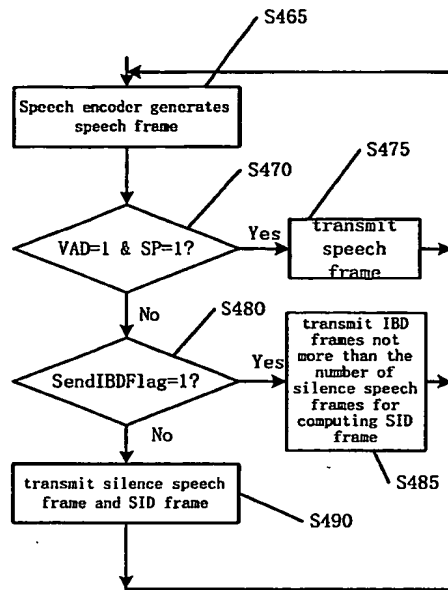 S465
Speech encoder generates
speech frame
S470
S475
VAD=1 & SP=1?
Yes
transmit
speech
frame
No
S480
SendIBDFlag=1?
Yes
transmit IBD
frames not
more than the
number of
silence speech
frames for
computing SID
frame
No
S485
transmit silence speech
frame and SID frame
S490